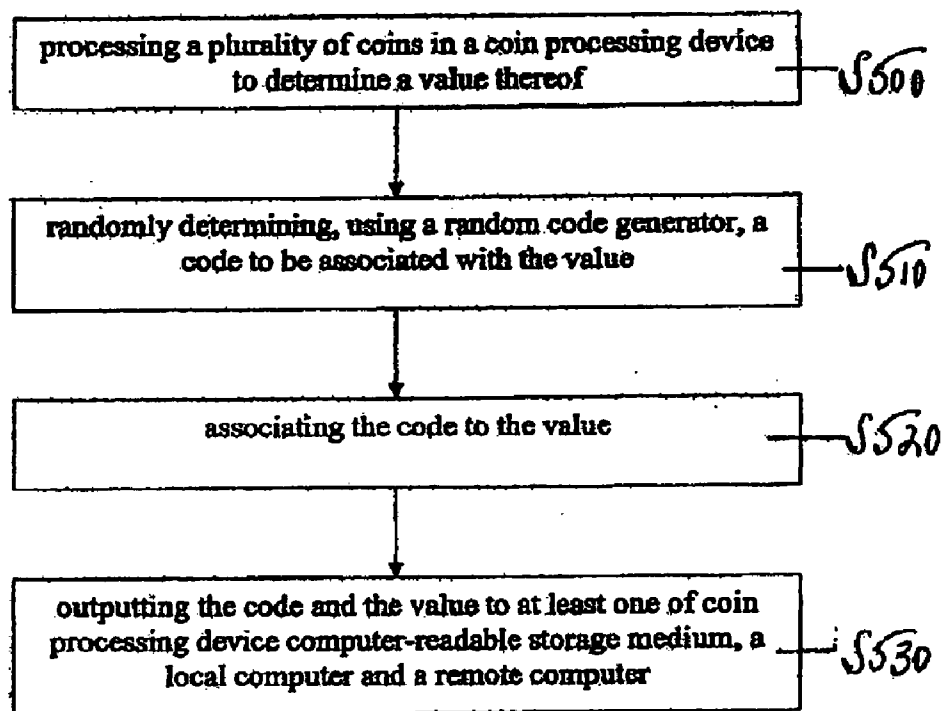 processing a plurality of coins in a coin processing device
to determine a value thereof
S500
randomly determining, using a random code generator, a
code to be associated with the value
S510
associating the code to the value
S520
outputting the code and the value to at least one of coin
processing device computer-readable storage medium, a
local computer and a remote computer
S530